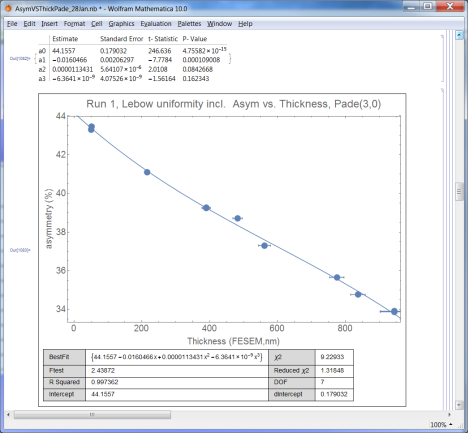 AsymVSThickPade_28Jan.nb * - Wolfram Mathematica 10.0
File Edit Insert Format Cell Graphics Evaluation Palettes Window Help
Estimate Standard Error t- Statistic P- Value
a0 44.1557 0.179032 246.636 4.75582 × 10^-15
Out[1082]= a1 -0.0160466 0.00206297 -7.7784 0.000109008
a2 0.0000113431 5.64107 × 10^-6 2.0108 0.0842668
a3 -6.3641 × 10^-9 4.07526 × 10^-9 -1.56164 0.162343
Run 1, Lebow uniformity incl. Asym vs. Thickness, Pade(3,0)
44
42
40
38
36
34
asymmetry (%)
Out[1083]=
0 200 400 600 800
Thickness (FESEM,nm)
BestFit {44.1557 - 0.0160466 x + 0.0000113431 x^2 - 6.3641 × 10^-9 x^3} χ2 9.22933
Ftest 2.43872 Reduced χ2 1.31848
R Squared 0.997362 DOF 7
Intercept 44.1557 dIntercept 0.179032
100%